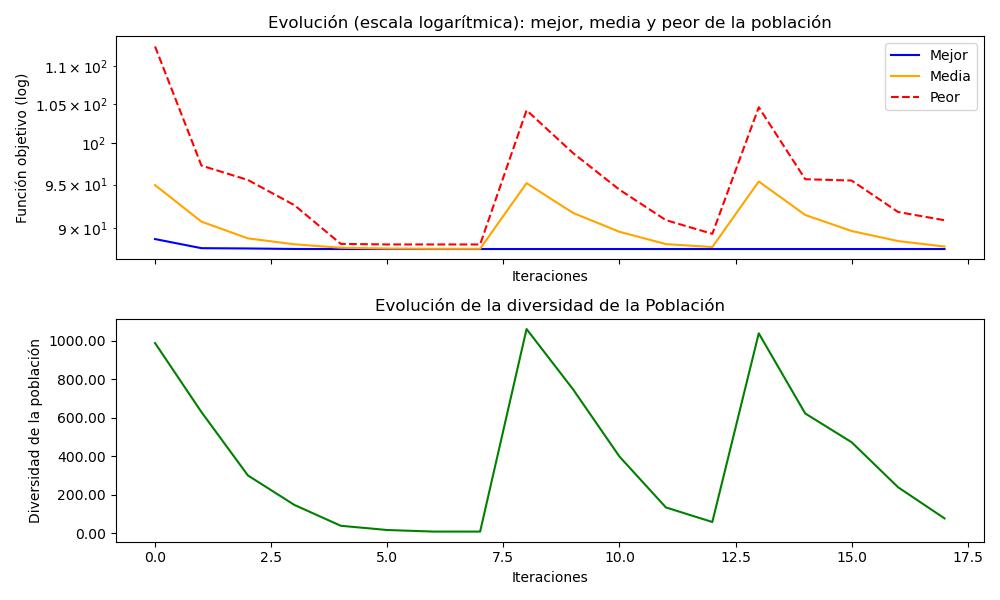 Evolución (escala logarítmica): mejor, media y peor de la población
Función objetivo (log)
1.1 × 10²
1.05 × 10²
10²
9.5 × 10¹
9 × 10¹
Mejor
Media
Peor
Iteraciones
Evolución de la diversidad de la Población
Diversidad de la población
1000.00
800.00
600.00
400.00
200.00
0.00
0.0 2.5 5.0 7.5 10.0 12.5 15.0 17.5
Iteraciones